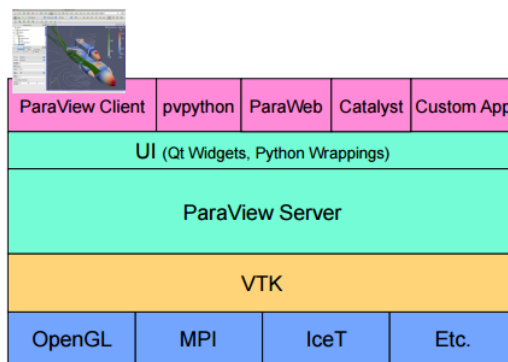 ParaView Client pvpython ParaWeb Catalyst Custom App
UI (Qt Widgets, Python Wrappings)
ParaView Server
VTK
OpenGL MPI IceT Etc.